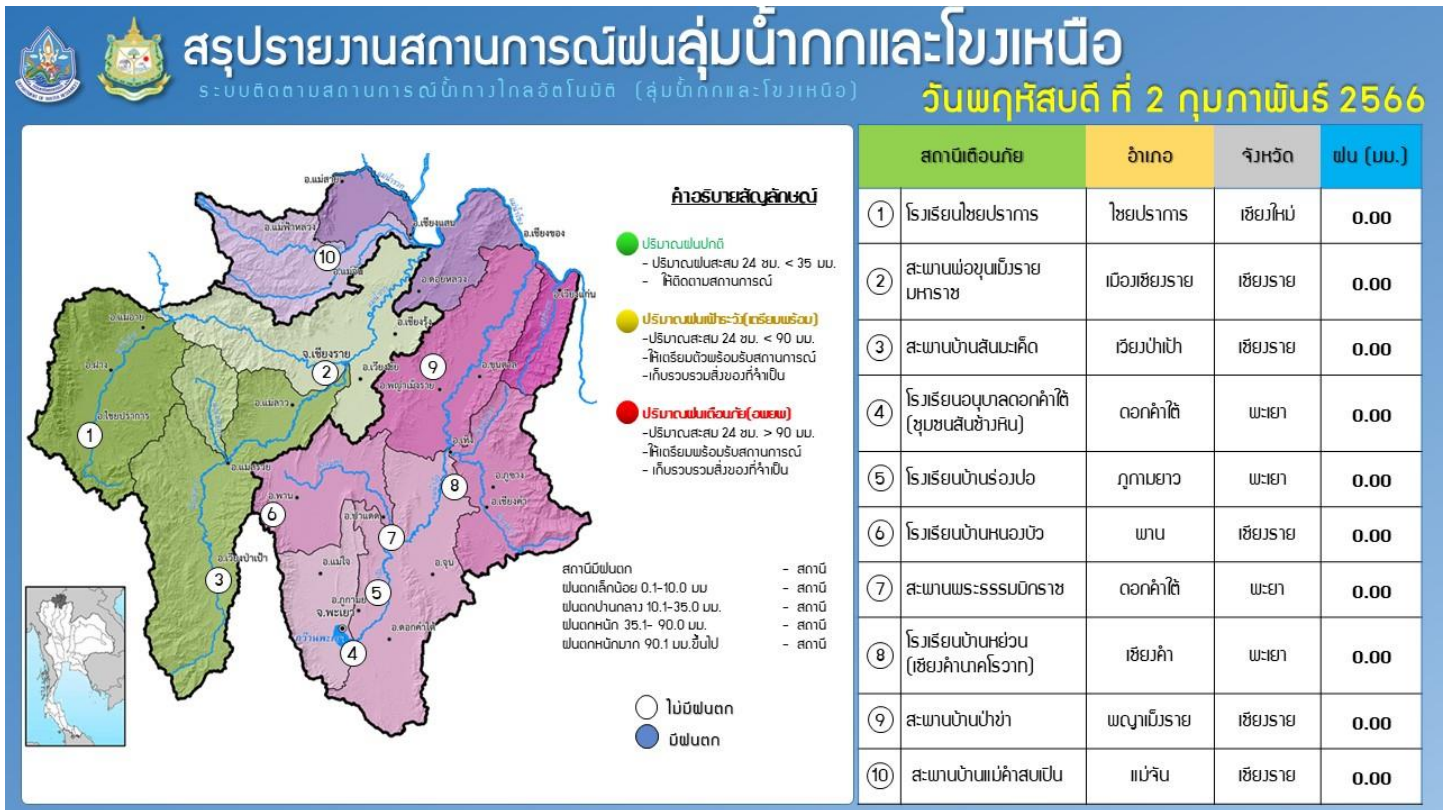 สรุปรายงานสถานการณ์ฝนลุ่มน้ำกกและโขงเหนือ
ระบบติดตามสถานการณ์น้ำทางไกลอัตโนมัติ (ลุ่มน้ำกกและโขงเหนือ)
วันพฤหัสบดี ที่ 2 กุมภาพันธ์ 2566
อ.แม่สาย
อ.แม่ฟ้าหลวง
อ.เชียงแสน
อ.เชียงของ
10
อ.แม่จัน
อ.ดอยหลวง
อ.เวียงแก่น
อ.แม่อาย
อ.เชียงรุ้ง
จ.เชียงราย
2
อ.เวียงชัย
9
อ.ขุนตาล
อ.ฝาง
อ.พญาเม็งราย
อ.ไชยปราการ
อ.แม่ลาว
1
อ.เทิง
อ.แม่สรวย
8
อ.ภูซาง
อ.พาน
อ.เชียงคำ
6
อ.ป่าแดด
7
อ.เวียงป่าเป้า
3
อ.แม่ใจ
อ.จุน
5
อ.ภูกามย
จ.พะเยา
อ.ดอกคำใต้
กว๊านพะเยา
4
คำอธิบายสัญลักษณ์
ปริมาณฝนปกติ
- ปริมาณฝนสะสม 24 ชม. < 35 มม.
- ให้ติดตามสถานการณ์
ปริมาณฝนเฝ้าระวัง(เตรียมพร้อม)
-ปริมาณสะสม 24 ชม. < 90 มม.
-ให้เตรียมตัวพร้อมรับสถานการณ์
-เก็บรวบรวมสิ่งของที่จำเป็น
ปริมาณฝนเตือนภัย(อพยพ)
-ปริมาณสะสม 24 ชม. > 90 มม.
-ให้เตรียมพร้อมรับสถานการณ์
- เก็บรวบรวมสิ่งของที่จำเป็น
สถานีมีฝนตก - สถานี
ฝนตกเล็กน้อย 0.1-10.0 มม - สถานี
ฝนตกปานกลาง 10.1-35.0 มม. - สถานี
ฝนตกหนัก 35.1- 90.0 มม. - สถานี
ฝนตกหนักมาก 90.1 มม.ขึ้นไป - สถานี
ไม่มีฝนตก
มีฝนตก
สถานีเตือนภัย อำเภอ จังหวัด ฝน (มม.)
1 โรงเรียนไชยปราการ ไชยปราการ เชียงใหม่ 0.00
2 สะพานพ่อขุนเม็งราย
มหาราช เมืองเชียงราย เชียงราย 0.00
3 สะพานบ้านสันมะเค็ด เวียงป่าเป้า เชียงราย 0.00
4 โรงเรียนอนุบาลดอกคำใต้
(ชุมชนสันช้างหิน) ดอกคำใต้ พะเยา 0.00
5 โรงเรียนบ้านร่องปอ ภูกามยาว พะเยา 0.00
6 โรงเรียนบ้านหนองบัว พาน เชียงราย 0.00
7 สะพานพระธรรมมิกราช ดอกคำใต้ พะเยา 0.00
8 โรงเรียนบ้านหย่วน
(เชียงคำนาคโรวาท) เชียงคำ พะเยา 0.00
9 สะพานบ้านป่าข่า พญาเม็งราย เชียงราย 0.00
10 สะพานบ้านแม่คำสบเปิน แม่จัน เชียงราย 0.00